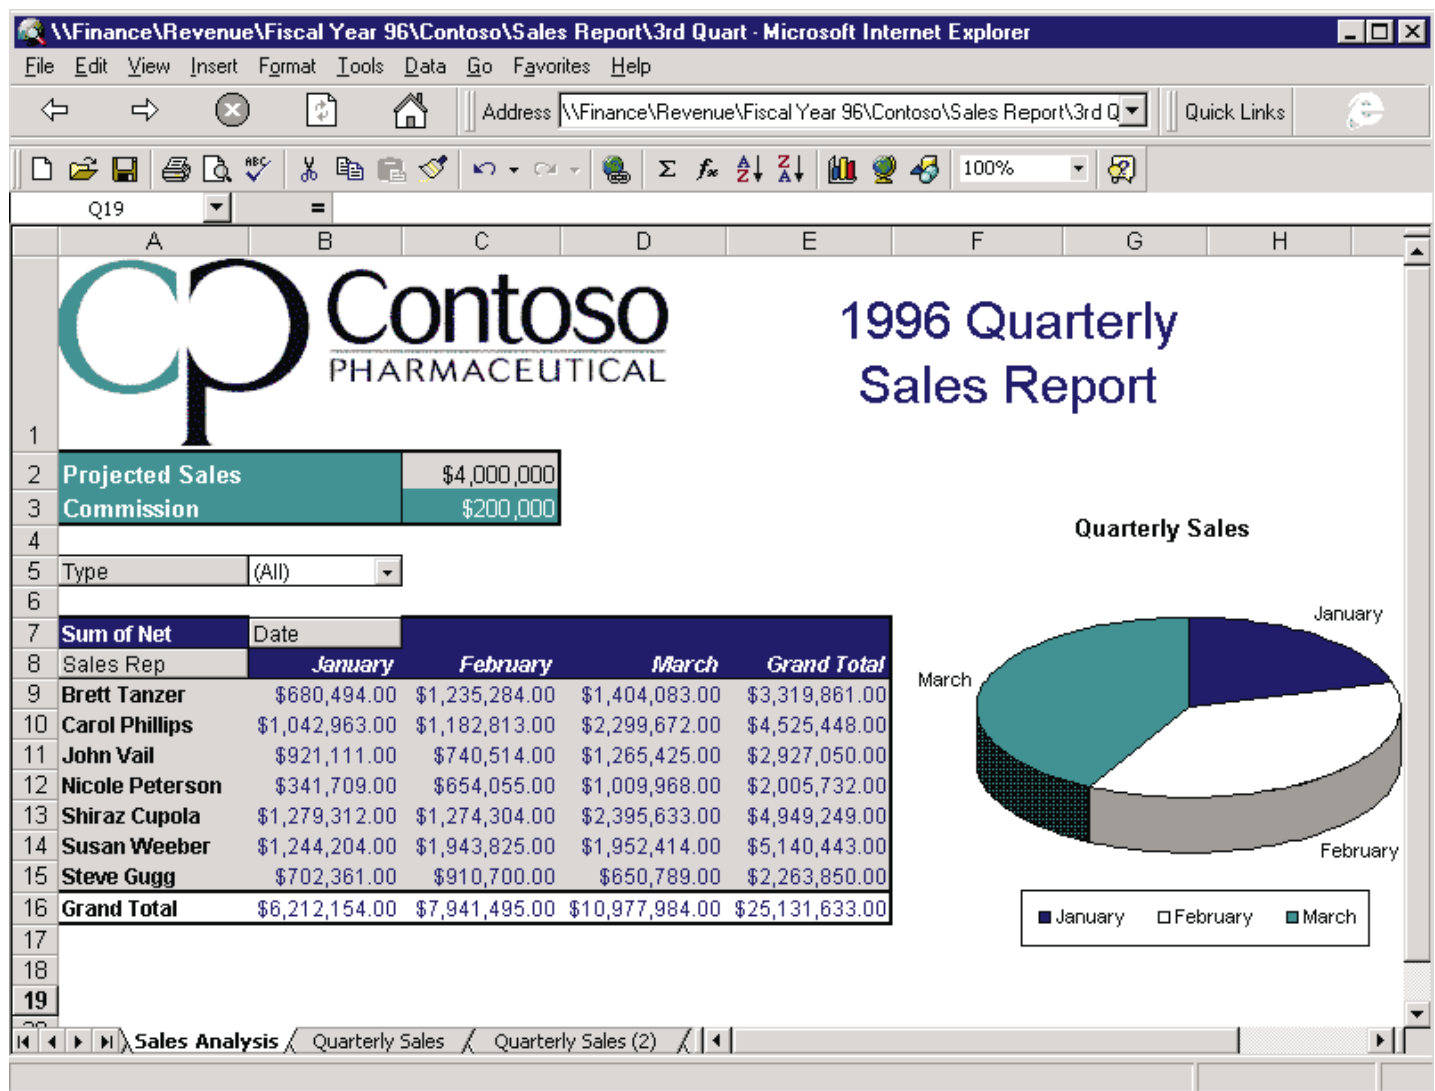 \\Finance\Revenue\Fiscal Year 96\Contoso\Sales Report\3rd Quart - Microsoft Internet Explorer
File Edit View Insert Format Tools Data Go Favorites Help
Address \\Finance\Revenue\Fiscal Year 96\Contoso\Sales Report\3rd Q Quick Links
ABC Σ fx A Z Z A 100% ?
Q19 =
A B C D E F G H
cp Contoso
PHARMACEUTICAL
1996 Quarterly
Sales Report
1
2 Projected Sales $4,000,000
3 Commission $200,000
4
Quarterly Sales
5 Type (All)
6
7 Sum of Net Date
8 Sales Rep January February March Grand Total
9 Brett Tanzer $680,494.00 $1,235,284.00 $1,404,083.00 $3,319,861.00
10 Carol Phillips $1,042,963.00 $1,182,813.00 $2,299,672.00 $4,525,448.00
11 John Vail $921,111.00 $740,514.00 $1,265,425.00 $2,927,050.00
12 Nicole Peterson $341,709.00 $654,055.00 $1,009,968.00 $2,005,732.00
13 Shiraz Cupola $1,279,312.00 $1,274,304.00 $2,395,633.00 $4,949,249.00
14 Susan Weeber $1,244,204.00 $1,943,825.00 $1,952,414.00 $5,140,443.00
15 Steve Gugg $702,361.00 $910,700.00 $650,789.00 $2,263,850.00
16 Grand Total $6,212,154.00 $7,941,495.00 $10,977,984.00 $25,131,633.00
January
March
February
January February March
17
18
19
Sales Analysis Quarterly Sales Quarterly Sales (2)